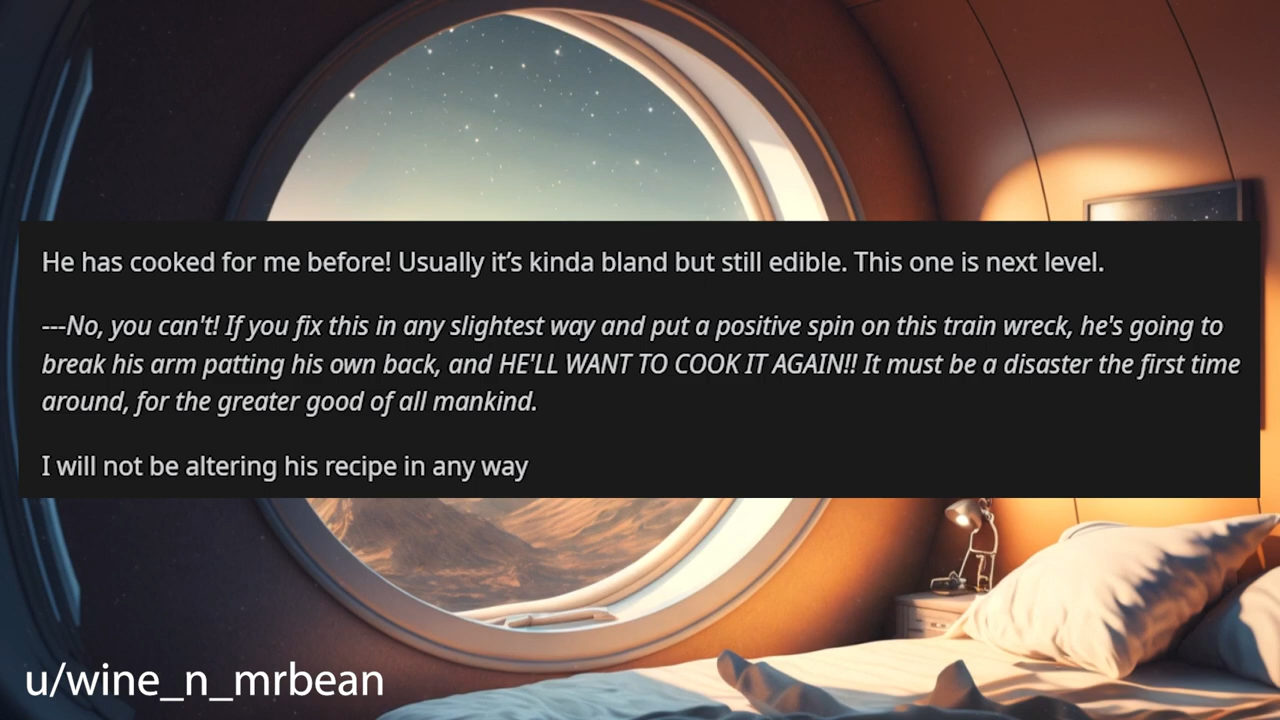 He has cooked for me before! Usually it’s kinda bland but still edible. This one is next level.
---No, you can't! If you fix this in any slightest way and put a positive spin on this train wreck, he's going to
break his arm patting his own back, and HE'LL WANT TO COOK IT AGAIN!! It must be a disaster the first time
around, for the greater good of all mankind.
I will not be altering his recipe in any way
u/wine_n_mrbean